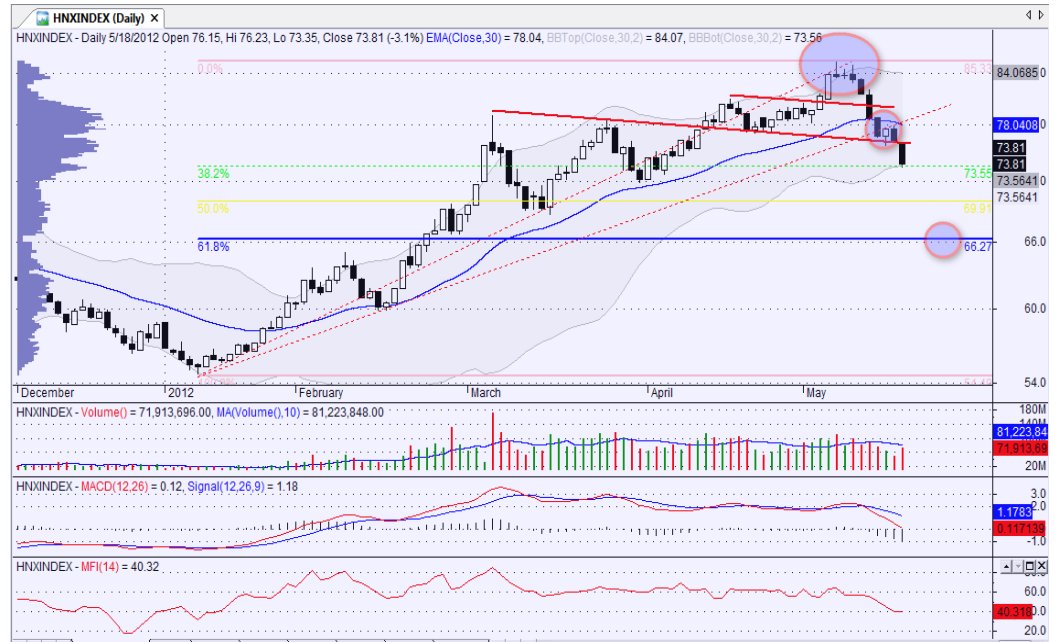 HNXINDEX (Daily)
HNXINDEX - Daily 5/18/2012 Open 76.15, Hi 76.23, Lo 73.35, Close 73.81 (-3.1%) EMA(Close,30) = 78.04, BBTop(Close,30,2) = 84.07, BBBot(Close,30,2) = 73.56
0.0%
85.33
84.0685
78.0408
73.81
73.81
38.2%
73.55
73.5641
73.5641
50.0%
69.91
61.8%
66.27
66.0
60.0
54.0
December
2012
February
March
April
May
HNXINDEX - Volume() = 71,913,696.00, MA(Volume(),10) = 81,223,848.00
180M
81,223,84
71,913,69
20M
HNXINDEX - MACD(12,26) = 0.12, Signal(12,26,9) = 1.18
3.0
2.0
1.1783
0.117139
-1.0
HNXINDEX - MFI(14) = 40.32
60.0
40.318
20.0